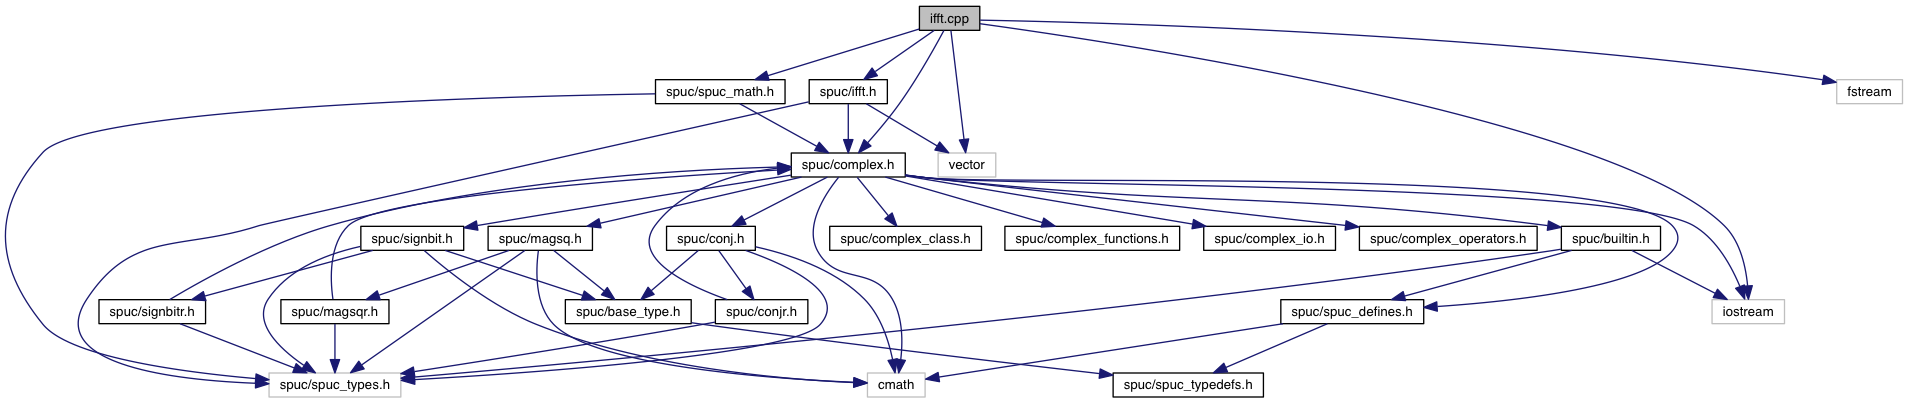 ifft.cpp
spuc/spuc_math.h
spuc/ifft.h
fstream
spuc/complex.h
vector
spuc/signbit.h
spuc/magsq.h
spuc/conj.h
spuc/complex_class.h
spuc/complex_functions.h
spuc/complex_io.h
spuc/complex_operators.h
spuc/builtin.h
spuc/signbitr.h
spuc/magsqr.h
spuc/base_type.h
spuc/conjr.h
spuc/spuc_defines.h
iostream
spuc/spuc_types.h
cmath
spuc/spuc_typedefs.h